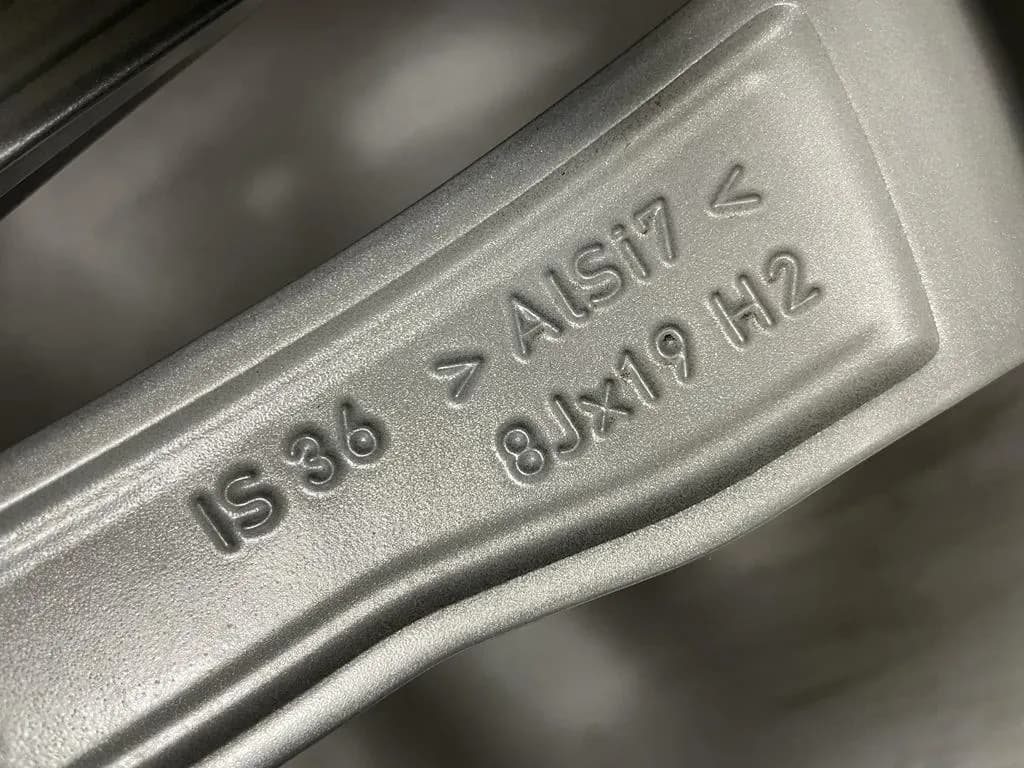 IS 36 > AlSi7 <
8Jx19 H2